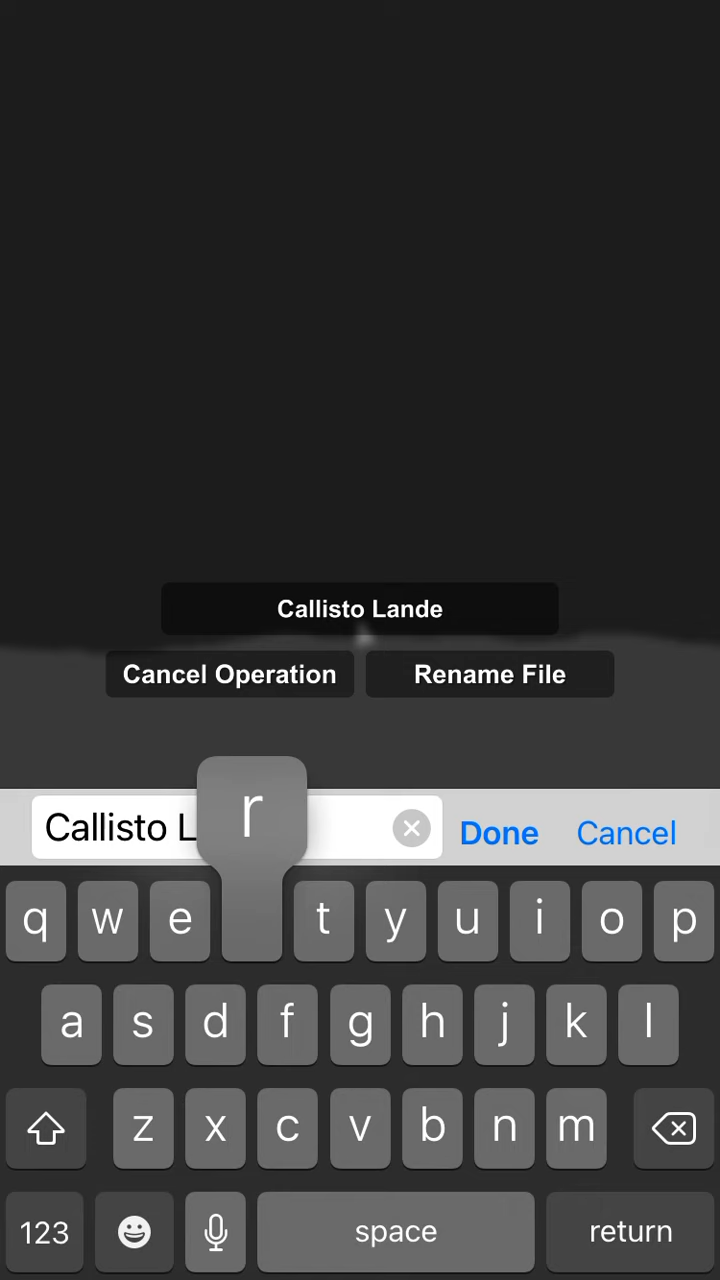 Callisto Lande
Cancel Operation Rename File
Callisto L r Done Cancel
q w e t y u i o p
a s d f g h j k l
z x c v b n m
123 space return